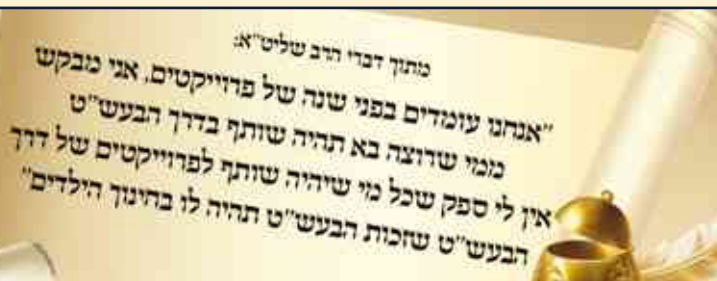 מתוך דברי הרב שליט"א:
"אנחנו עומדים בפני שנה של פרוייקטים, אני מבקש
ממי שרוצה בא תהיה שותף בדרך הבעש"ט
אין לי ספק שכל מי שיהיה שותף לפרוייקטים של דרך
הבעש"ט שזכות הבעש"ט תהיה לו בחינוך הילדים"